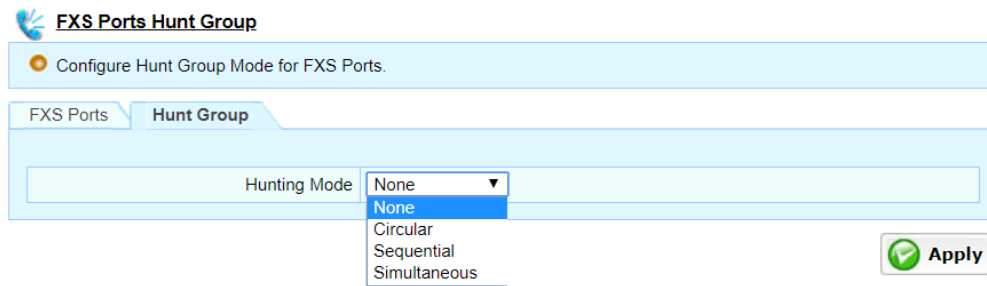 FXS Ports Hunt Group
Configure Hunt Group Mode for FXS Ports.
FXS Ports Hunt Group
Hunting Mode None
None
Circular
Sequential
Simultaneous
Apply